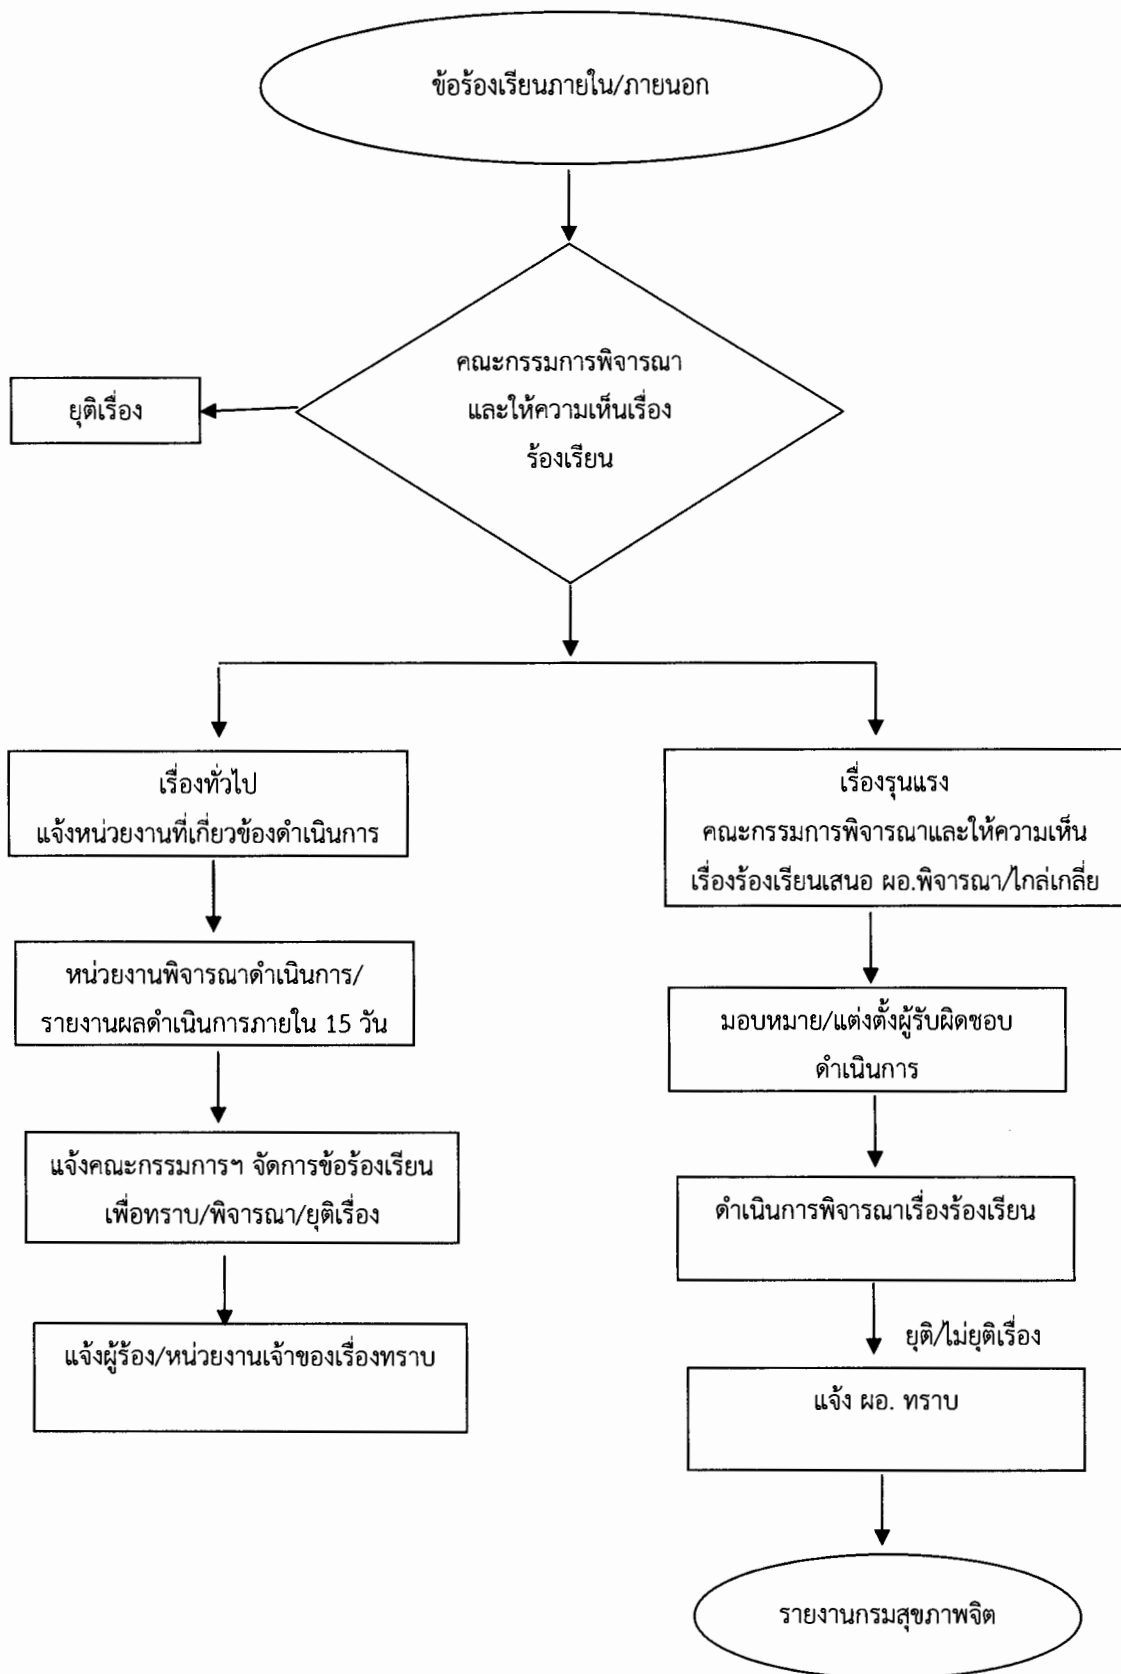 ข้อร้องเรียนภายใน/ภายนอก
คณะกรรมการพิจารณา
และให้ความเห็นเรื่อง
ร้องเรียน
ยุติเรื่อง
เรื่องทั่วไป
แจ้งหน่วยงานที่เกี่ยวข้องดำเนินการ
หน่วยงานพิจารณาดำเนินการ/
รายงานผลดำเนินการภายใน 15 วัน
แจ้งคณะกรรมการฯ จัดการข้อร้องเรียน
เพื่อทราบ/พิจารณา/ยุติเรื่อง
แจ้งผู้ร้อง/หน่วยงานเจ้าของเรื่องทราบ
เรื่องรุนแรง
คณะกรรมการพิจารณาและให้ความเห็น
เรื่องร้องเรียนเสนอ ผอ.พิจารณา/ไกล่เกลี่ย
มอบหมาย/แต่งตั้งผู้รับผิดชอบ
ดำเนินการ
ดำเนินการพิจารณาเรื่องร้องเรียน
ยุติ/ไม่ยุติเรื่อง
แจ้ง ผอ. ทราบ
รายงานกรมสุขภาพจิต